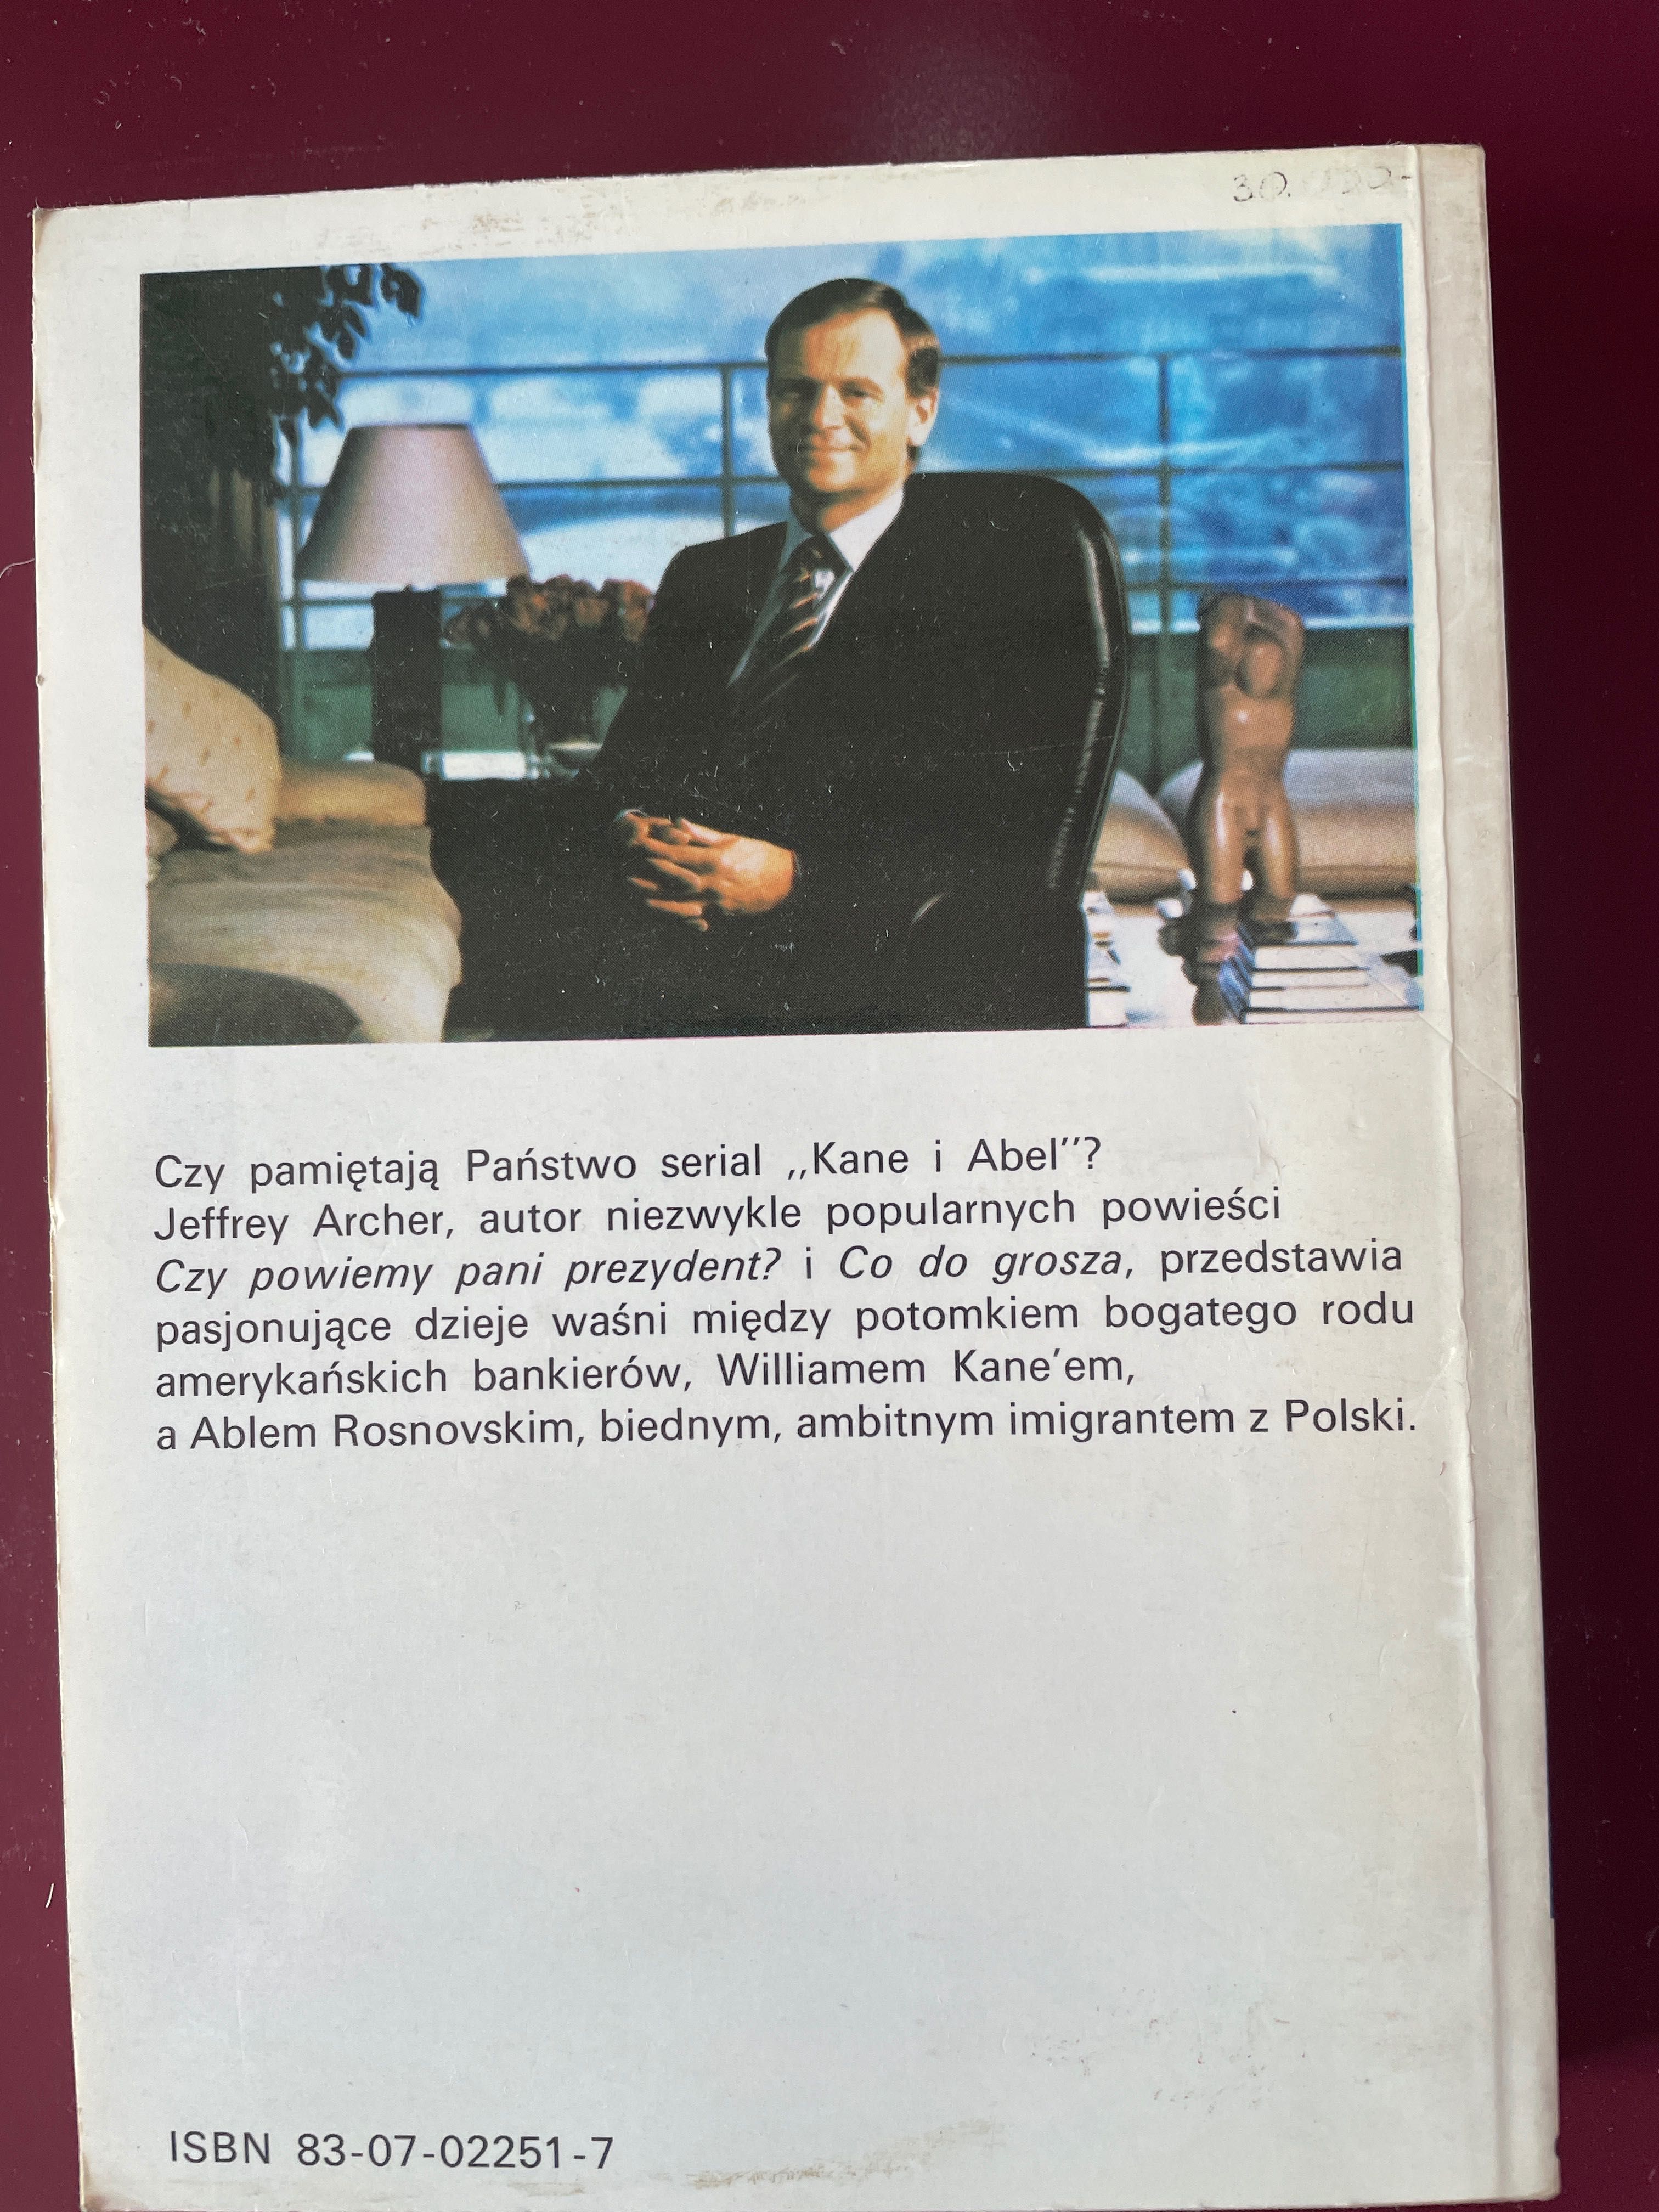 30.000-
Czy pamiętają Państwo serial ,,Kane i Abel''?
Jeffrey Archer, autor niezwykle popularnych powieści
Czy powiemy pani prezydent? i Co do grosza, przedstawia
pasjonujące dzieje waśni między potomkiem bogatego rodu
amerykańskich bankierów, Williamem Kane'em,
a Ablem Rosnovskim, biednym, ambitnym imigrantem z Polski.
ISBN 83-07-02251-7